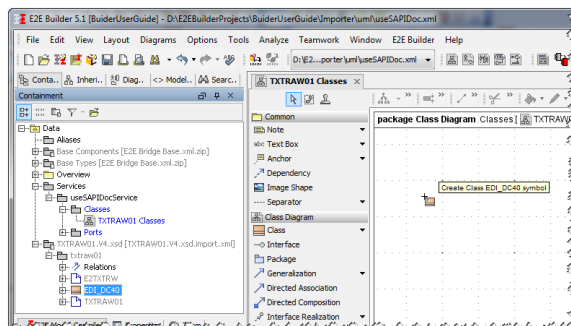 E2E Builder 5.1 [BuiderUserGuide] - D:\E2EBuilderProjects\BuiderUserGuide\Importer\uml\useSAPIDoc.xml
File Edit View Layout Diagrams Options Tools Analyze Teamwork Window E2E Builder Help
D:\E2...porter\uml\useSAPIDoc.xml
Conta.. Inheri.. Diag.. <> Model.. Searc..
TXTRAW01 Classes
Containment
Data
Aliases
Base Components [E2E Bridge Base.xml.zip]
Base Types [E2E Bridge Base.xml.zip]
Overview
Services
useSAPIDocService
Classes
TXTRAW01 Classes
Ports
TXTRAW01.V4.xsd [TXTRAW01.V4.xsd.import.xml]
txtraw01
Relations
E2TXTRW
EDI_DC40
TXTRAW01
Common
Note
abc Text Box
Anchor
Dependency
Image Shape
Separator
Class Diagram
Class
Interface
Package
Generalization
Directed Association
Directed Composition
Interface Realization
package Class Diagram Classes [ TXTRAW
Create Class EDI_DC40 symbol